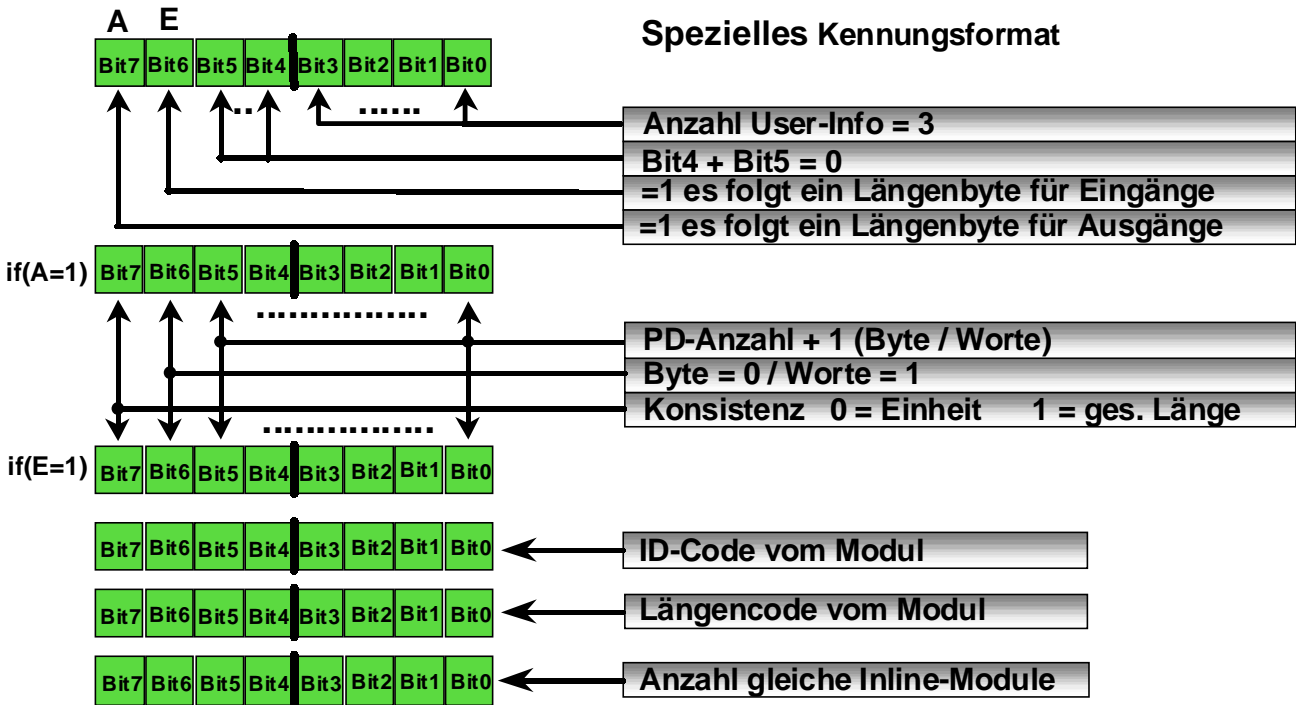 A E
Spezielles Kennungsformat
Bit7 Bit6 Bit5 Bit4 Bit3 Bit2 Bit1 Bit0
Anzahl User-Info = 3
Bit4 + Bit5 = 0
=1 es folgt ein Längenbyte für Eingänge
=1 es folgt ein Längenbyte für Ausgänge
if(A=1) Bit7 Bit6 Bit5 Bit4 Bit3 Bit2 Bit1 Bit0
PD-Anzahl + 1 (Byte / Worte)
Byte = 0 / Worte = 1
Konsistenz 0 = Einheit 1 = ges. Länge
if(E=1) Bit7 Bit6 Bit5 Bit4 Bit3 Bit2 Bit1 Bit0
Bit7 Bit6 Bit5 Bit4 Bit3 Bit2 Bit1 Bit0 ID-Code vom Modul
Bit7 Bit6 Bit5 Bit4 Bit3 Bit2 Bit1 Bit0 Längencode vom Modul
Bit7 Bit6 Bit5 Bit4 Bit3 Bit2 Bit1 Bit0 Anzahl gleiche Inline-Module